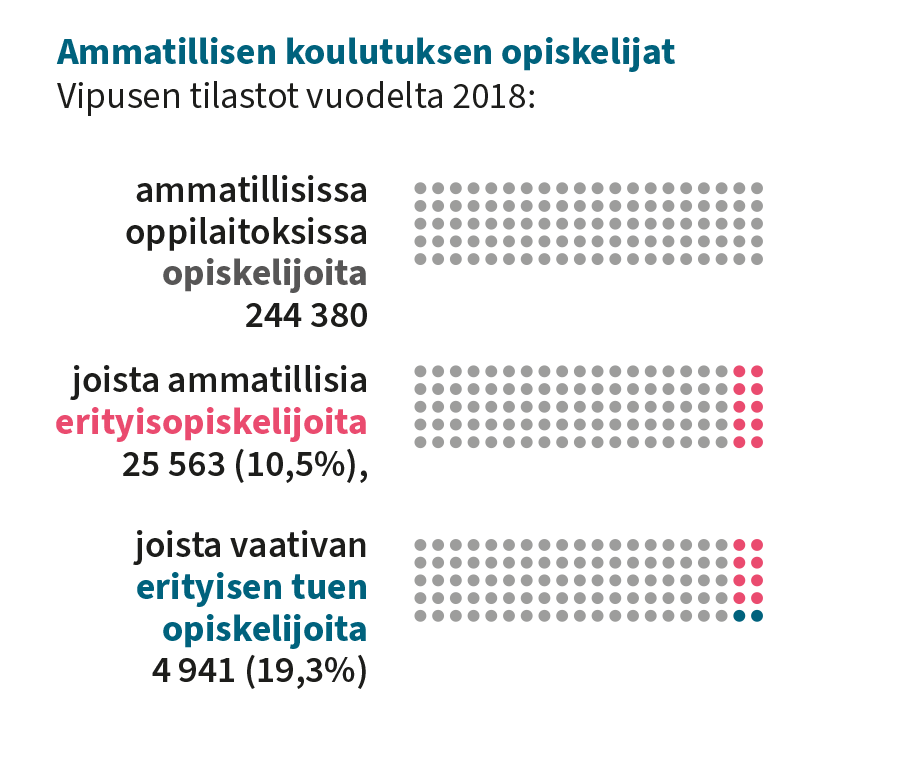 Ammatillisen koulutuksen opiskelijat
Vipusen tilastot vuodelta 2018:
ammatillisissa
oppilaitoksissa
opiskelijoita
244 380
joista ammatillisia
erityisopiskelijoita
25 563 (10,5%),
joista vaativan
erityisen tuen
opiskelijoita
4 941 (19,3%)